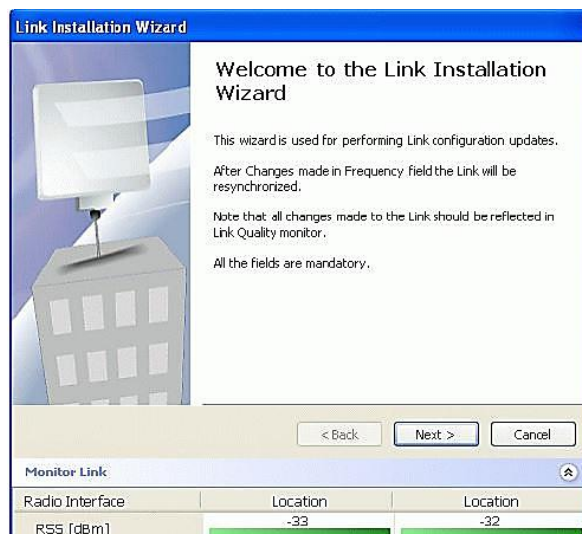 Link Installation Wizard
Welcome to the Link Installation
Wizard
This wizard is used for performing Link configuration updates.
After Changes made in Frequency field the Link will be
resynchronized.
Note that all changes made to the Link should be reflected in
Link Quality monitor.
All the fields are mandatory.
< Back Next > Cancel
Monitor Link
Radio Interface Location Location
RSS [dBm] -33 -32